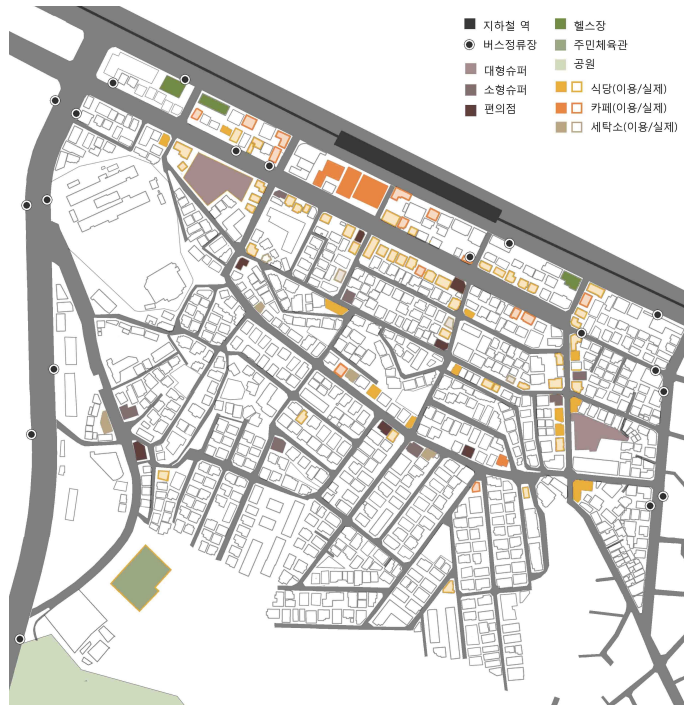 지하철 역
버스정류장
대형슈퍼
소형슈퍼
편의점
헬스장
주민체육관
공원
식당(이용/실제)
카페(이용/실제)
세탁소(이용/실제)